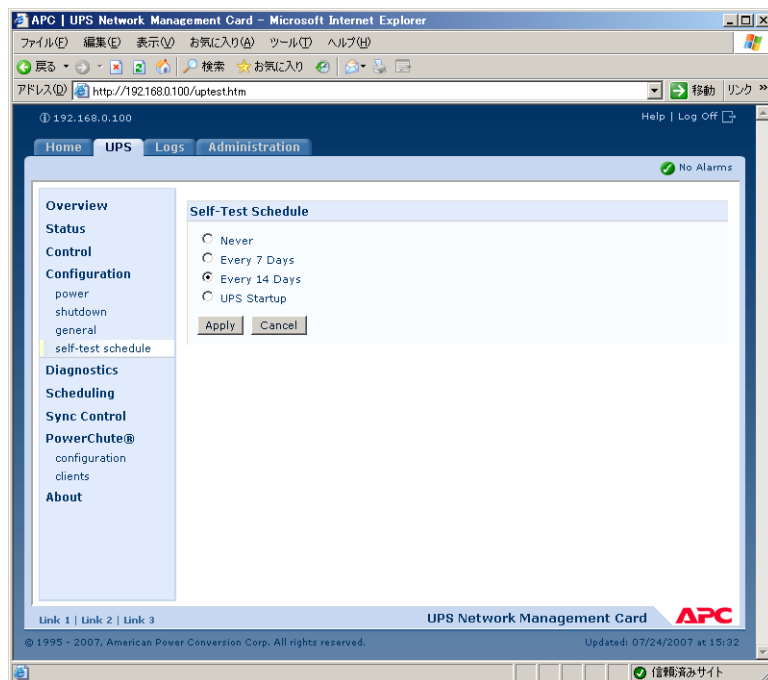 APC | UPS Network Management Card - Microsoft Internet Explorer
ファイル(F) 編集(E) 表示(V) お気に入り(A) ツール(T) ヘルプ(H)
戻る 検索 お気に入り
アドレス(D) http://192.168.0.100/uptest.htm 移動 リンク »
192.168.0.100 Help | Log Off
Home UPS Logs Administration
No Alarms
Overview
Status
Control
Configuration
power
shutdown
general
self-test schedule
Diagnostics
Scheduling
Sync Control
PowerChute®
configuration
clients
About
Self-Test Schedule
Never
Every 7 Days
Every 14 Days
UPS Startup
Apply Cancel
Link 1 | Link 2 | Link 3 UPS Network Management Card APC
© 1995 - 2007, American Power Conversion Corp. All rights reserved. Updated: 07/24/2007 at 15:32
信頼済みサイト